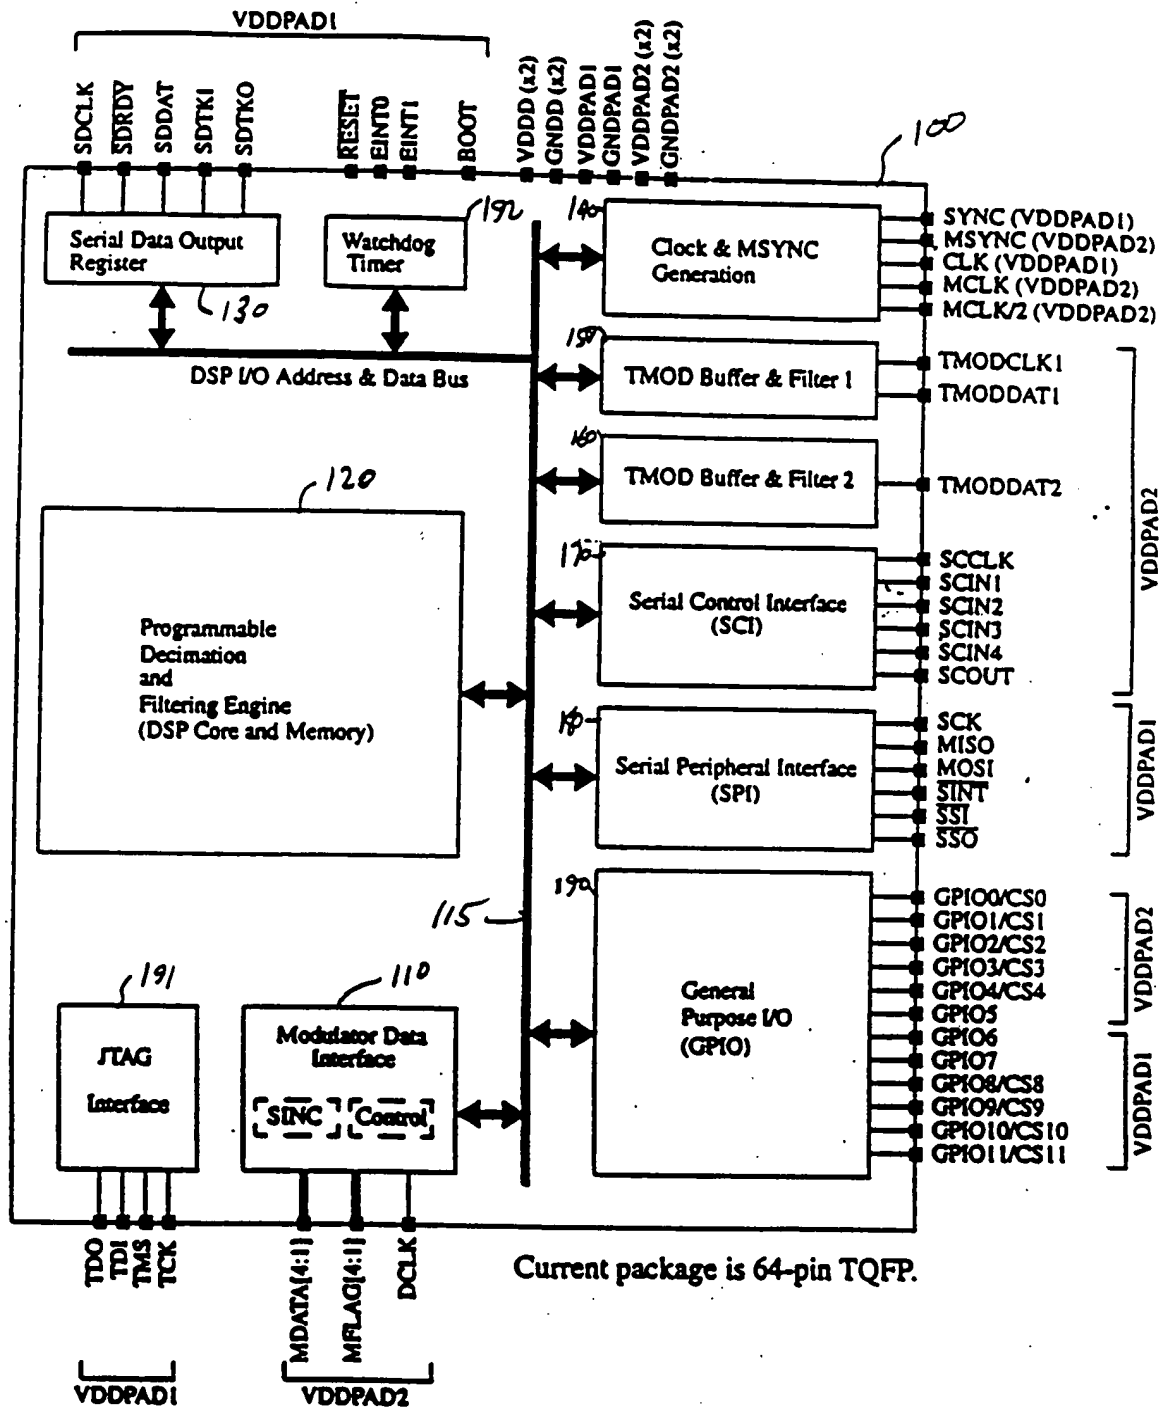 VDDPAD1
SDCLK
SDRDY
SDDAT
SDTKI
SDTKO
RESET
EINT0
EINT1
BOOT
VDDD (x2)
GNDD (x2)
VDDPAD1
GNDPAD1
VDDPAD2 (x2)
GNDPAD2 (x2)
100
Serial Data Output
Register
130
Watchdog
Timer
192
DSP I/O Address & Data Bus
140
Clock & MSYNC
Generation
SYNC (VDDPAD1)
MSYNC (VDDPAD2)
CLK (VDDPAD1)
MCLK (VDDPAD2)
MCLK/2 (VDDPAD2)
150
TMOD Buffer & Filter 1
TMODCLK1
TMODDAT1
160
TMOD Buffer & Filter 2
TMODDAT2
170
Serial Control Interface
(SCI)
SCCLK
SCIN1
SCIN2
SCIN3
SCIN4
SCOUT
VDDPAD2
120
Programmable
Decimation
and
Filtering Engine
(DSP Core and Memory)
180
Serial Peripheral Interface
(SPI)
SCK
MISO
MOSI
SINT
SSI
SSO
VDDPAD1
115
190
General
Purpose I/O
(GPIO)
GPIO0/CS0
GPIO1/CS1
GPIO2/CS2
GPIO3/CS3
GPIO4/CS4
GPIO5
GPIO6
GPIO7
GPIO8/CS8
GPIO9/CS9
GPIO10/CS10
GPIO11/CS11
VDDPAD2
VDDPAD1
191
JTAG
Interface
110
Modulator Data
Interface
SINC
Control
TDO
TDI
TMS
TCK
MDATA[4:1]
MFLAG[4:1]
DCLK
VDDPAD1
VDDPAD2
Current package is 64-pin TQFP.